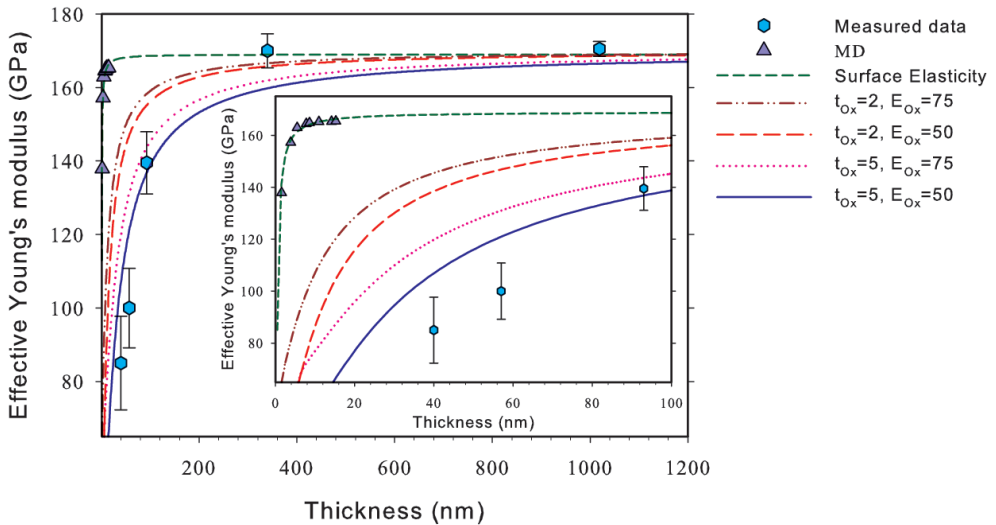 Effective Young's modulus (GPa)
180
160
140
120
100
80
200
400
600
800
1000
1200
Thickness (nm)
Effective Young's modulus (GPa)
160
140
120
100
80
0
20
40
60
80
100
Thickness (nm)
Measured data
MD
Surface Elasticity
tOx=2, EOx=75
tOx=2, EOx=50
tOx=5, EOx=75
tOx=5, EOx=50